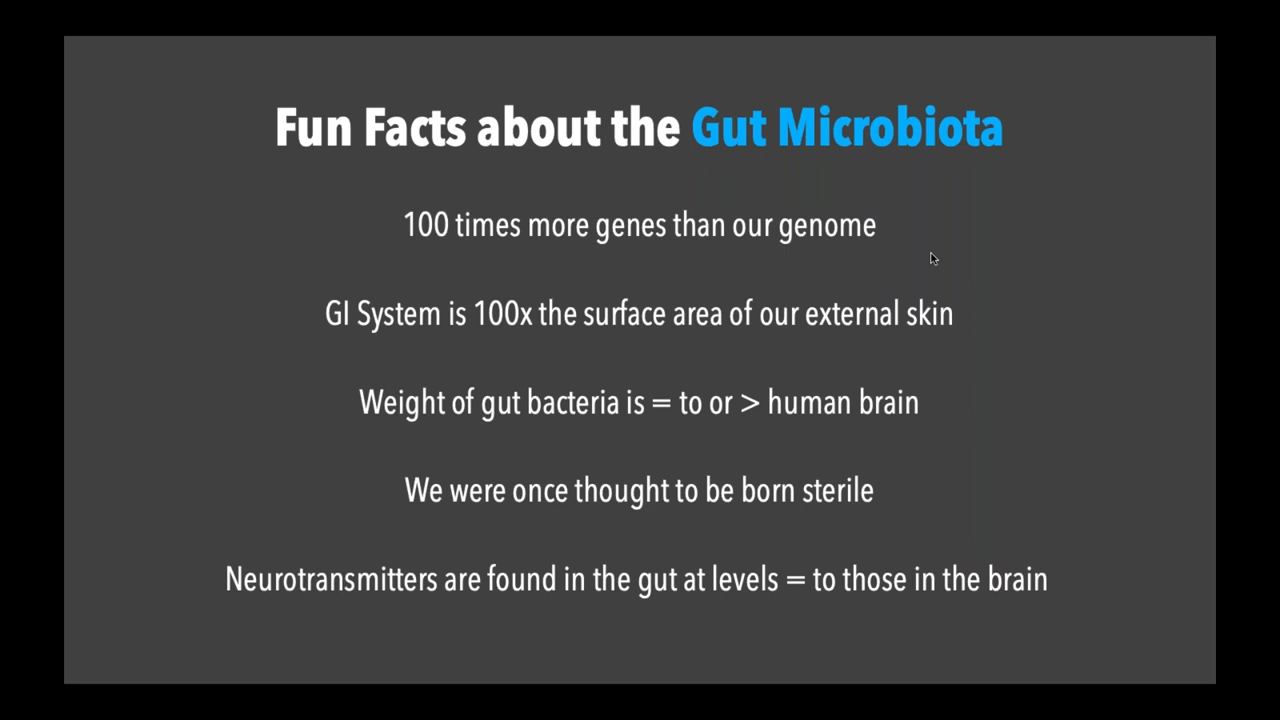 Fun Facts about the Gut Microbiota
100 times more genes than our genome
GI System is 100x the surface area of our external skin
Weight of gut bacteria is = to or > human brain
We were once thought to be born sterile
Neurotransmitters are found in the gut at levels = to those in the brain